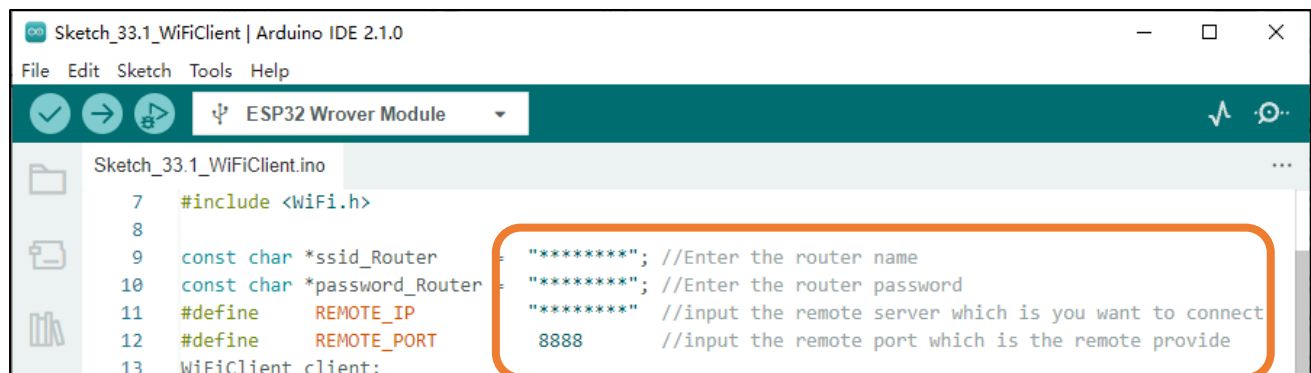 Sketch_33.1_WiFiClient | Arduino IDE 2.1.0
File Edit Sketch Tools Help
ESP32 Wrover Module
Sketch_33.1_WiFiClient.ino
7 #include <WiFi.h>
8
9 const char *ssid_Router = "********"; //Enter the router name
10 const char *password_Router = "********"; //Enter the router password
11 #define REMOTE_IP "********" //input the remote server which is you want to connect
12 #define REMOTE_PORT 8888 //input the remote port which is the remote provide
13 WiFiClient client;